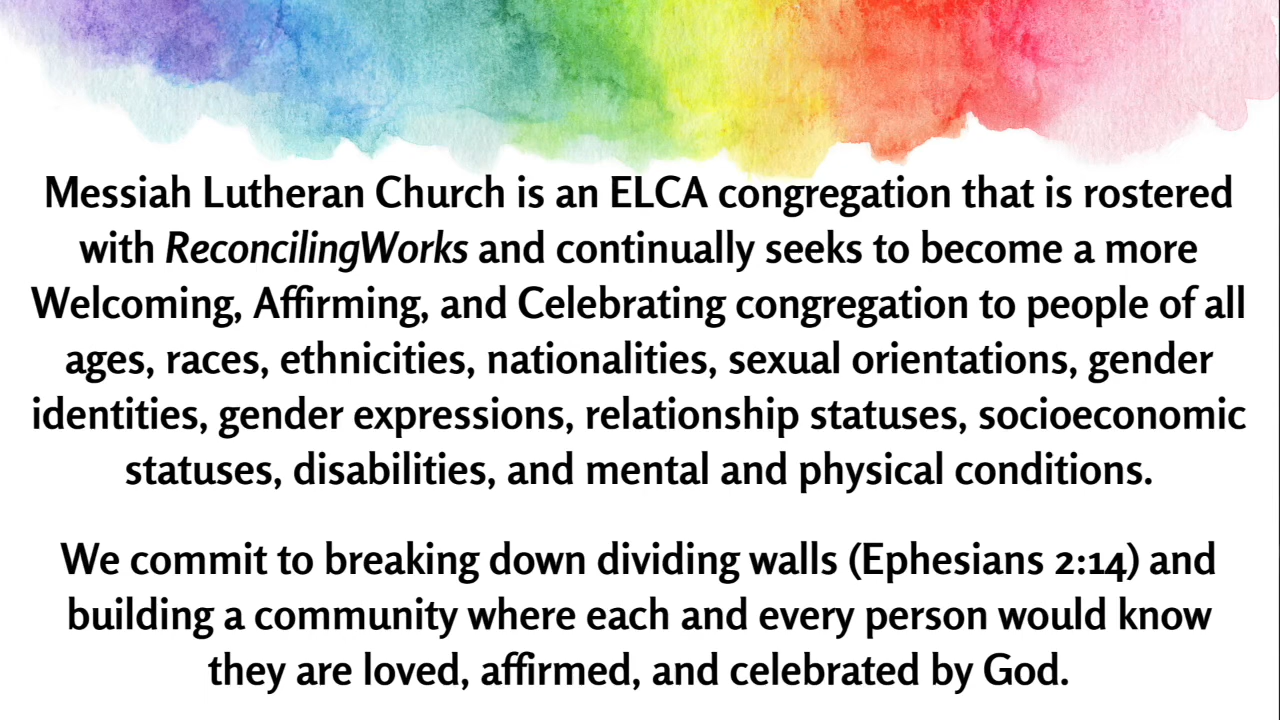 Messiah Lutheran Church is an ELCA congregation that is rostered
with ReconcilingWorks and continually seeks to become a more
Welcoming, Affirming, and Celebrating congregation to people of all
ages, races, ethnicities, nationalities, sexual orientations, gender
identities, gender expressions, relationship statuses, socioeconomic
statuses, disabilities, and mental and physical conditions.
We commit to breaking down dividing walls (Ephesians 2:14) and
building a community where each and every person would know
they are loved, affirmed, and celebrated by God.